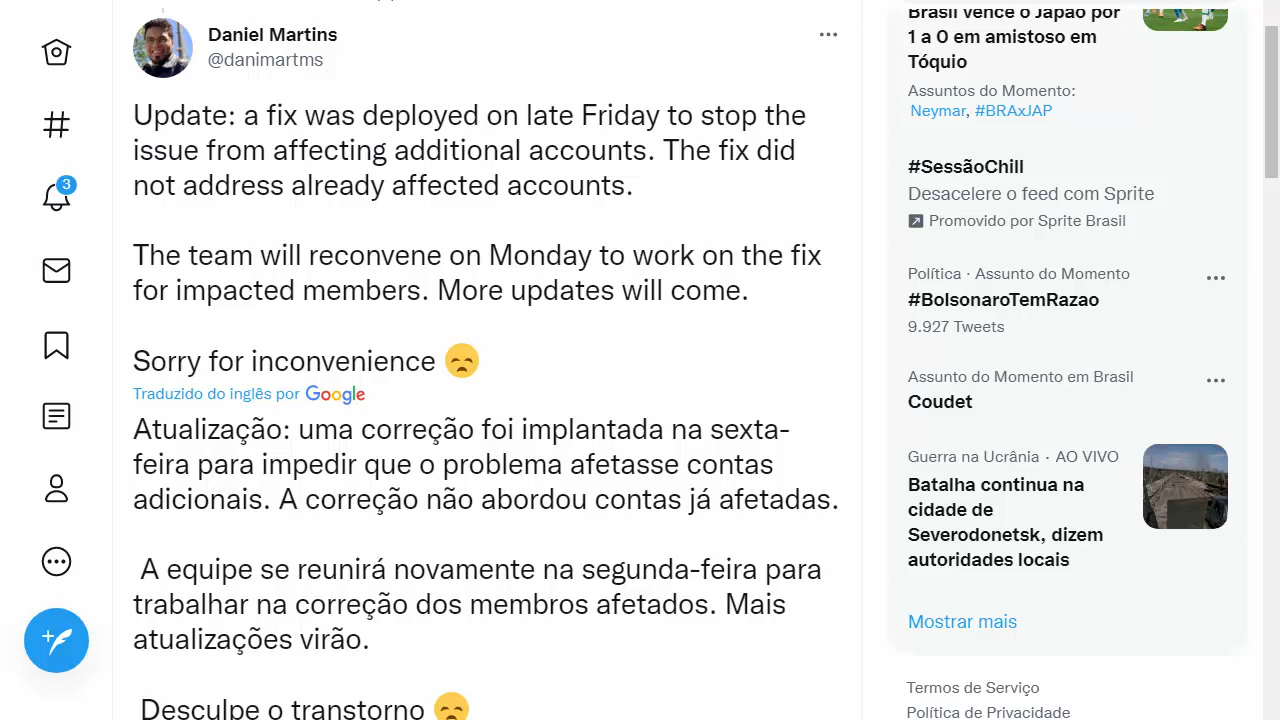 Daniel Martins
@danimartms
Update: a fix was deployed on late Friday to stop the
issue from affecting additional accounts. The fix did
not address already affected accounts.
The team will reconvene on Monday to work on the fix
for impacted members. More updates will come.
Sorry for inconvenience 😞
Traduzido do inglês por Google
Atualização: uma correção foi implantada na sexta-
feira para impedir que o problema afetasse contas
adicionais. A correção não abordou contas já afetadas.
A equipe se reunirá novamente na segunda-feira para
trabalhar na correção dos membros afetados. Mais
atualizações virão.
Desculpe o transtorno 😞
3
Brasil vence o Japão por
1 a 0 em amistoso em
Tóquio
Assuntos do Momento:
Neymar, #BRAxJAP
#SessãoChill
Desacelere o feed com Sprite
Promovido por Sprite Brasil
Política · Assunto do Momento
#BolsonaroTemRazao
9.927 Tweets
Assunto do Momento em Brasil
Coudet
Guerra na Ucrânia · AO VIVO
Batalha continua na
cidade de
Severodonetsk, dizem
autoridades locais
Mostrar mais
Termos de Serviço
Política de Privacidade